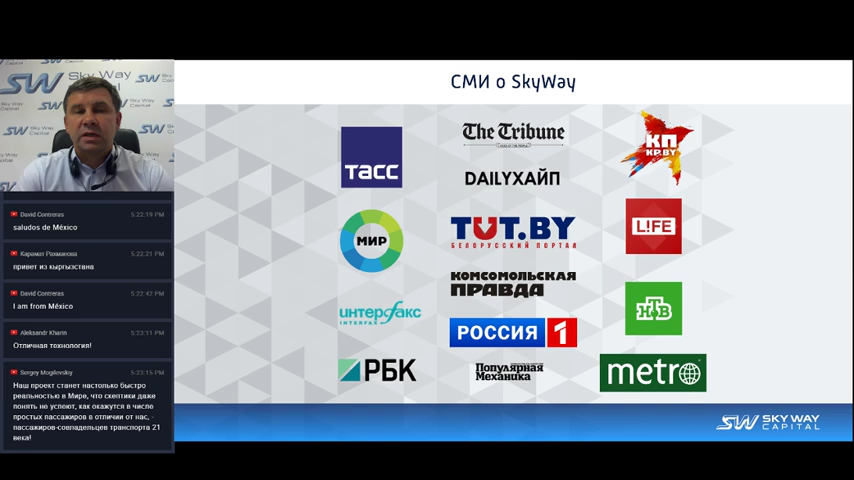 СМИ о SkyWay
Sky Way
Capital
SW
ТАСС
The Tribune
КП
KP.BY
DAILYХАЙП
МИР
TUT.BY
БЕЛОРУССКИЙ ПОРТАЛ
L!FE
КОМСОМОЛЬСКАЯ
ПРАВДА
интерфакс
INTERFAX
НТВ
РОССИЯ 1
РБК
Популярная
Механика
metro
David Contreras 5:22:19 PM
saludos de México
Карамат Рахманова 5:22:21 PM
привет из кыргызстана
David Contreras 5:22:42 PM
I am from México
Aleksandr Kharin 5:23:11 PM
Отличная технология!
Sergey Mogilevskiy 5:23:15 PM
Наш проект станет настолько быстро
реальностью в Мире, что скептики даже
понять не успеют, как окажутся в числе
простых пассажиров в отличии от нас, -
пассажиров-совладельцев транспорта 21
века!
SW SKY WAY
CAPITAL